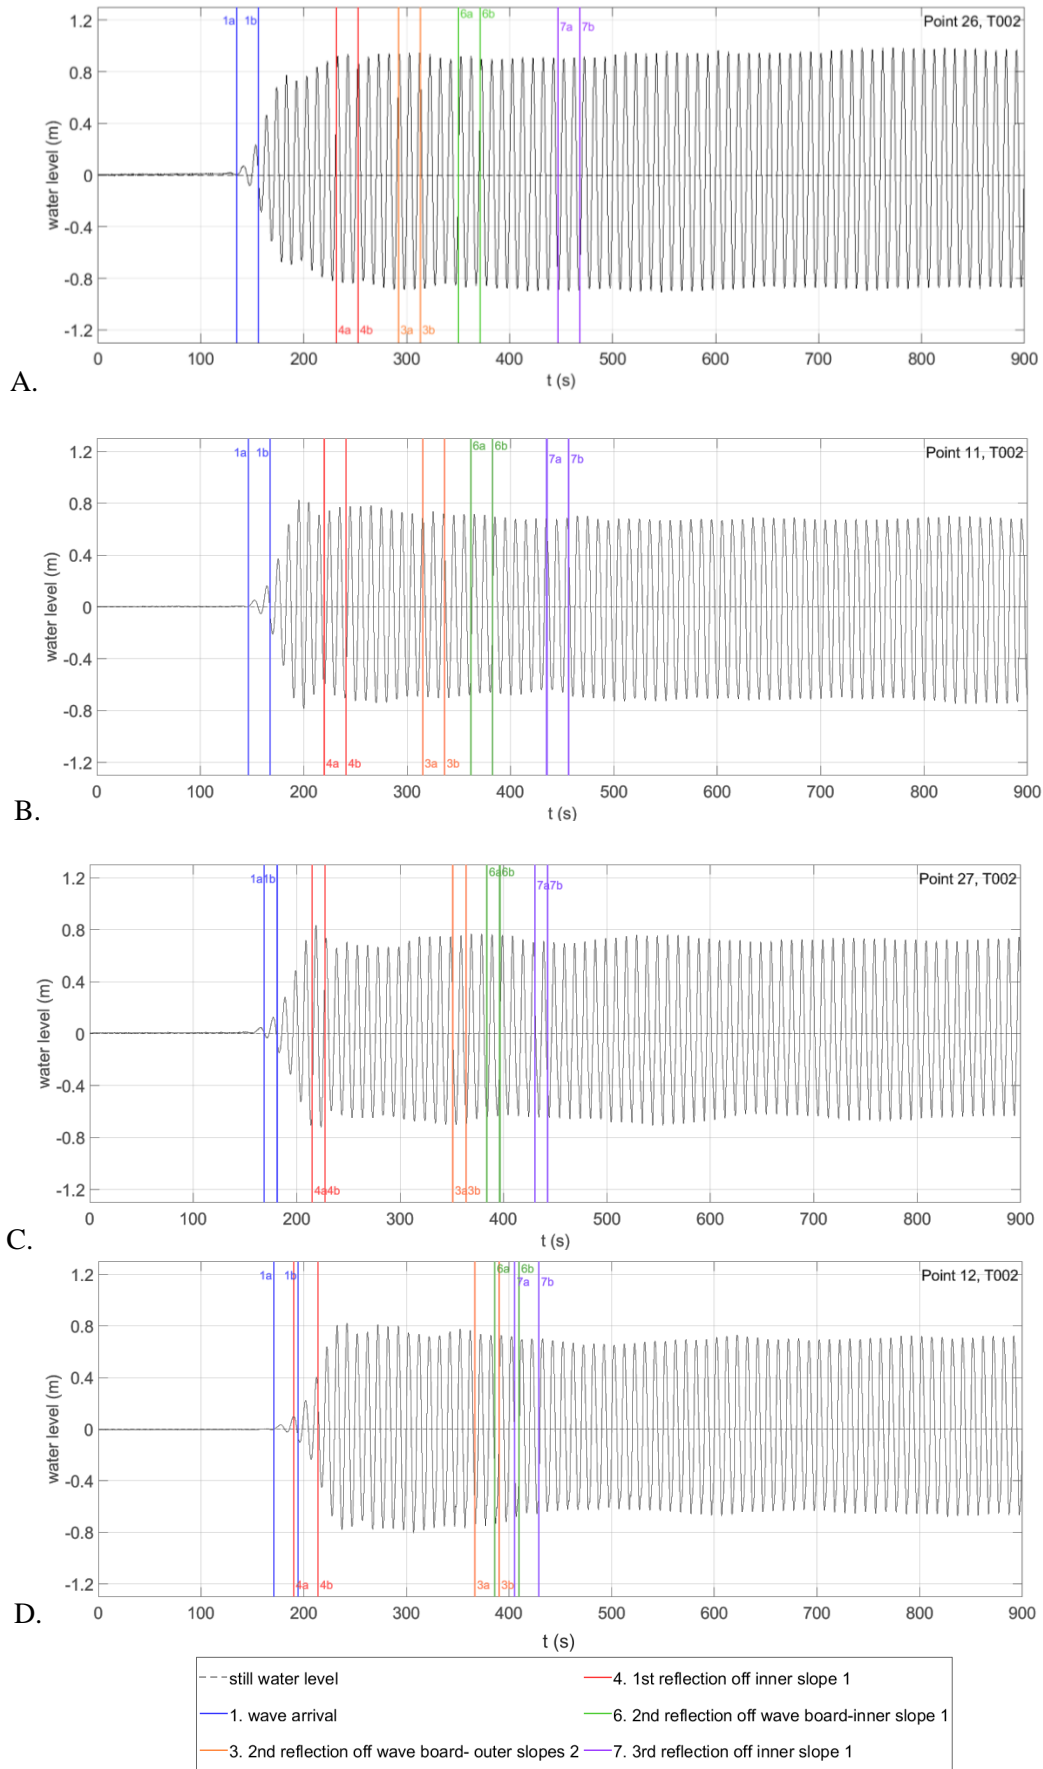 1a 1b 6a 6b 7a 7b Point 26, T002
1.2
0.8
0.4
0
-0.4
-0.8
-1.2
water level (m)
4a 4b 3a 3b
0 100 200 300 400 500 600 700 800 900
t (s)
A.
1a 1b 6a 6b 7a 7b Point 11, T002
1.2
0.8
0.4
0
-0.4
-0.8
-1.2
water level (m)
4a 4b 3a 3b
0 100 200 300 400 500 600 700 800 900
t (s)
B.
1a1b 6a6b 7a7b Point 27, T002
1.2
0.8
0.4
0
-0.4
-0.8
-1.2
water level (m)
4a4b 3a3b
0 100 200 300 400 500 600 700 800 900
t (s)
C.
1a 1b 6a 6b 7a 7b Point 12, T002
1.2
0.8
0.4
0
-0.4
-0.8
-1.2
water level (m)
4a 4b 3a 3b
0 100 200 300 400 500 600 700 800 900
t (s)
D.
still water level
1. wave arrival
3. 2nd reflection off wave board- outer slopes 2
4. 1st reflection off inner slope 1
6. 2nd reflection off wave board-inner slope 1
7. 3rd reflection off inner slope 1